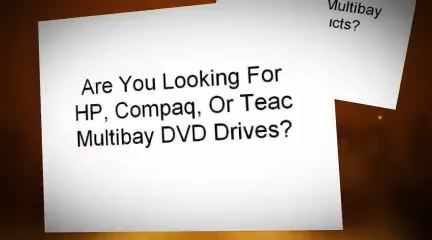 Multibay
icts?
Are You Looking For
HP, Compaq, Or Teac
Multibay DVD Drives?